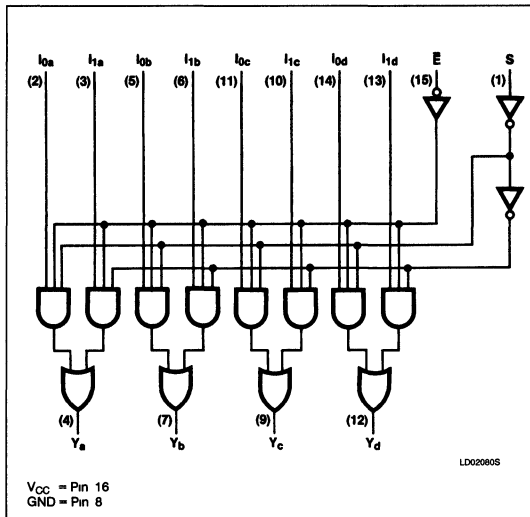 I0a I1a I0b I1b I0c I1c I0d I1d E̅ S
(2) (3) (5) (6) (11) (10) (14) (13) (15) (1)
(4) (7) (9) (12)
Ya Yb Yc Yd
LD02080S
VCC = Pin 16
GND = Pin 8